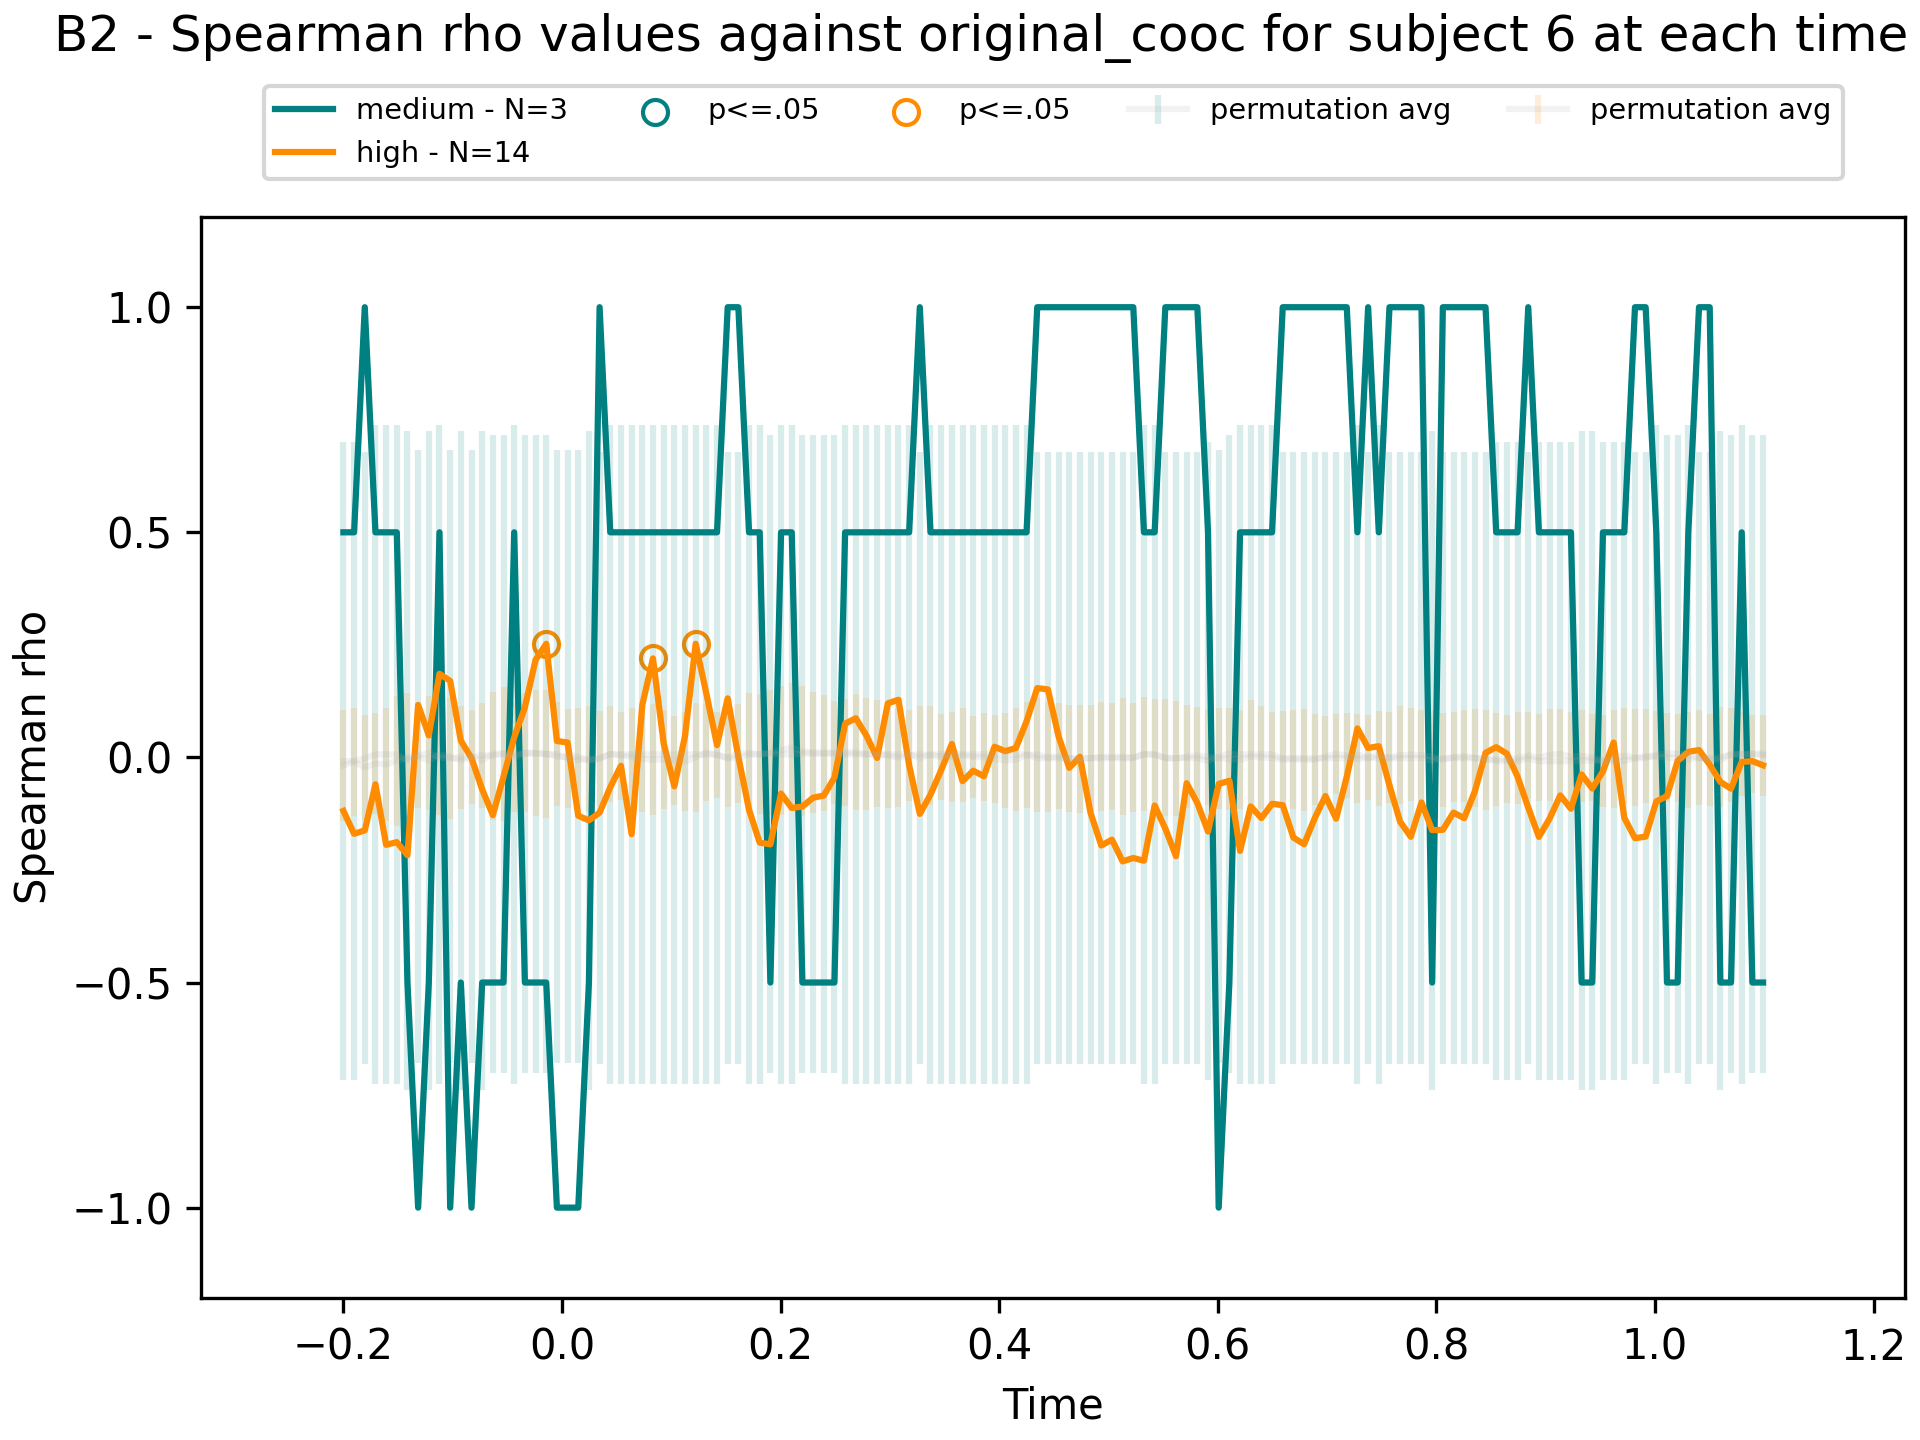 B2 - Spearman rho values against original_cooc for subject 6 at each time
medium - N=3
high - N=14
p<=.05
p<=.05
permutation avg
permutation avg
Spearman rho
1.0
0.5
0.0
−0.5
−1.0
−0.2
0.0
0.2
0.4
0.6
0.8
1.0
1.2
Time